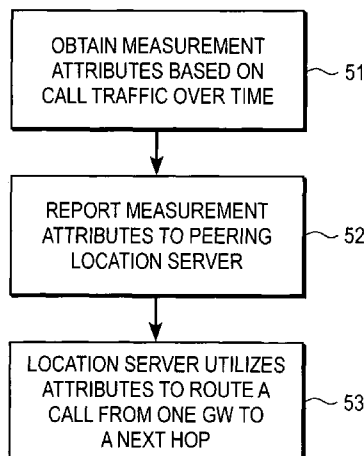 OBTAIN MEASUREMENT
ATTRIBUTES BASED ON
CALL TRAFFIC OVER TIME
51
REPORT MEASUREMENT
ATTRIBUTES TO PEERING
LOCATION SERVER
52
LOCATION SERVER UTILIZES
ATTRIBUTES TO ROUTE A
CALL FROM ONE GW TO
A NEXT HOP
53